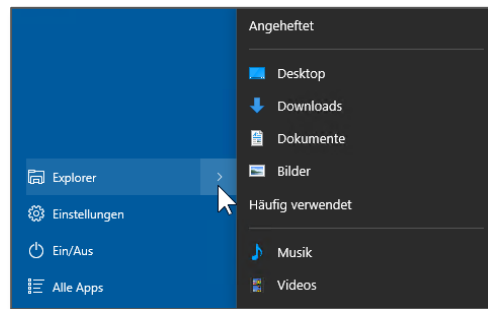 Explorer
Einstellungen
Ein/Aus
Alle Apps
Angeheftet
Desktop
Downloads
Dokumente
Bilder
Häufig verwendet
Musik
Videos